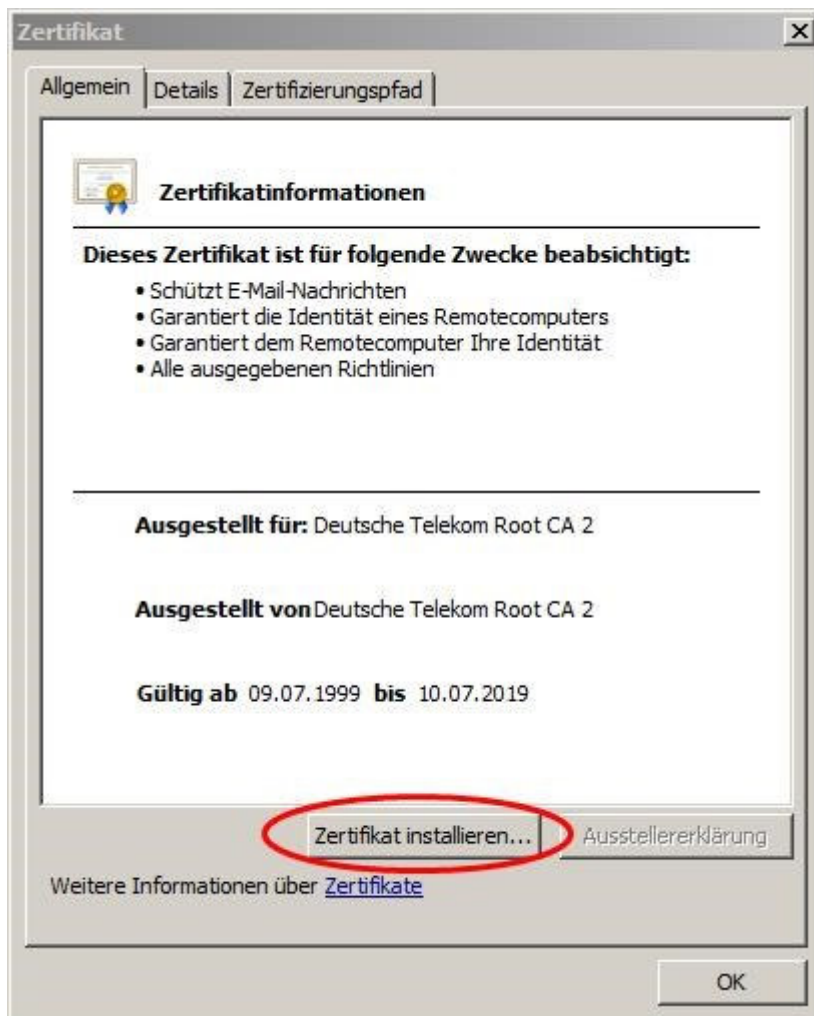 Zertifikat
Allgemein Details Zertifizierungspfad
Zertifikatinformationen
Dieses Zertifikat ist für folgende Zwecke beabsichtigt:
• Schützt E-Mail-Nachrichten
• Garantiert die Identität eines Remotecomputers
• Garantiert dem Remotecomputer Ihre Identität
• Alle ausgegebenen Richtlinien
Ausgestellt für: Deutsche Telekom Root CA 2
Ausgestellt von Deutsche Telekom Root CA 2
Gültig ab 09.07.1999 bis 10.07.2019
Zertifikat installieren... Ausstellererklärung
Weitere Informationen über Zertifikate
OK